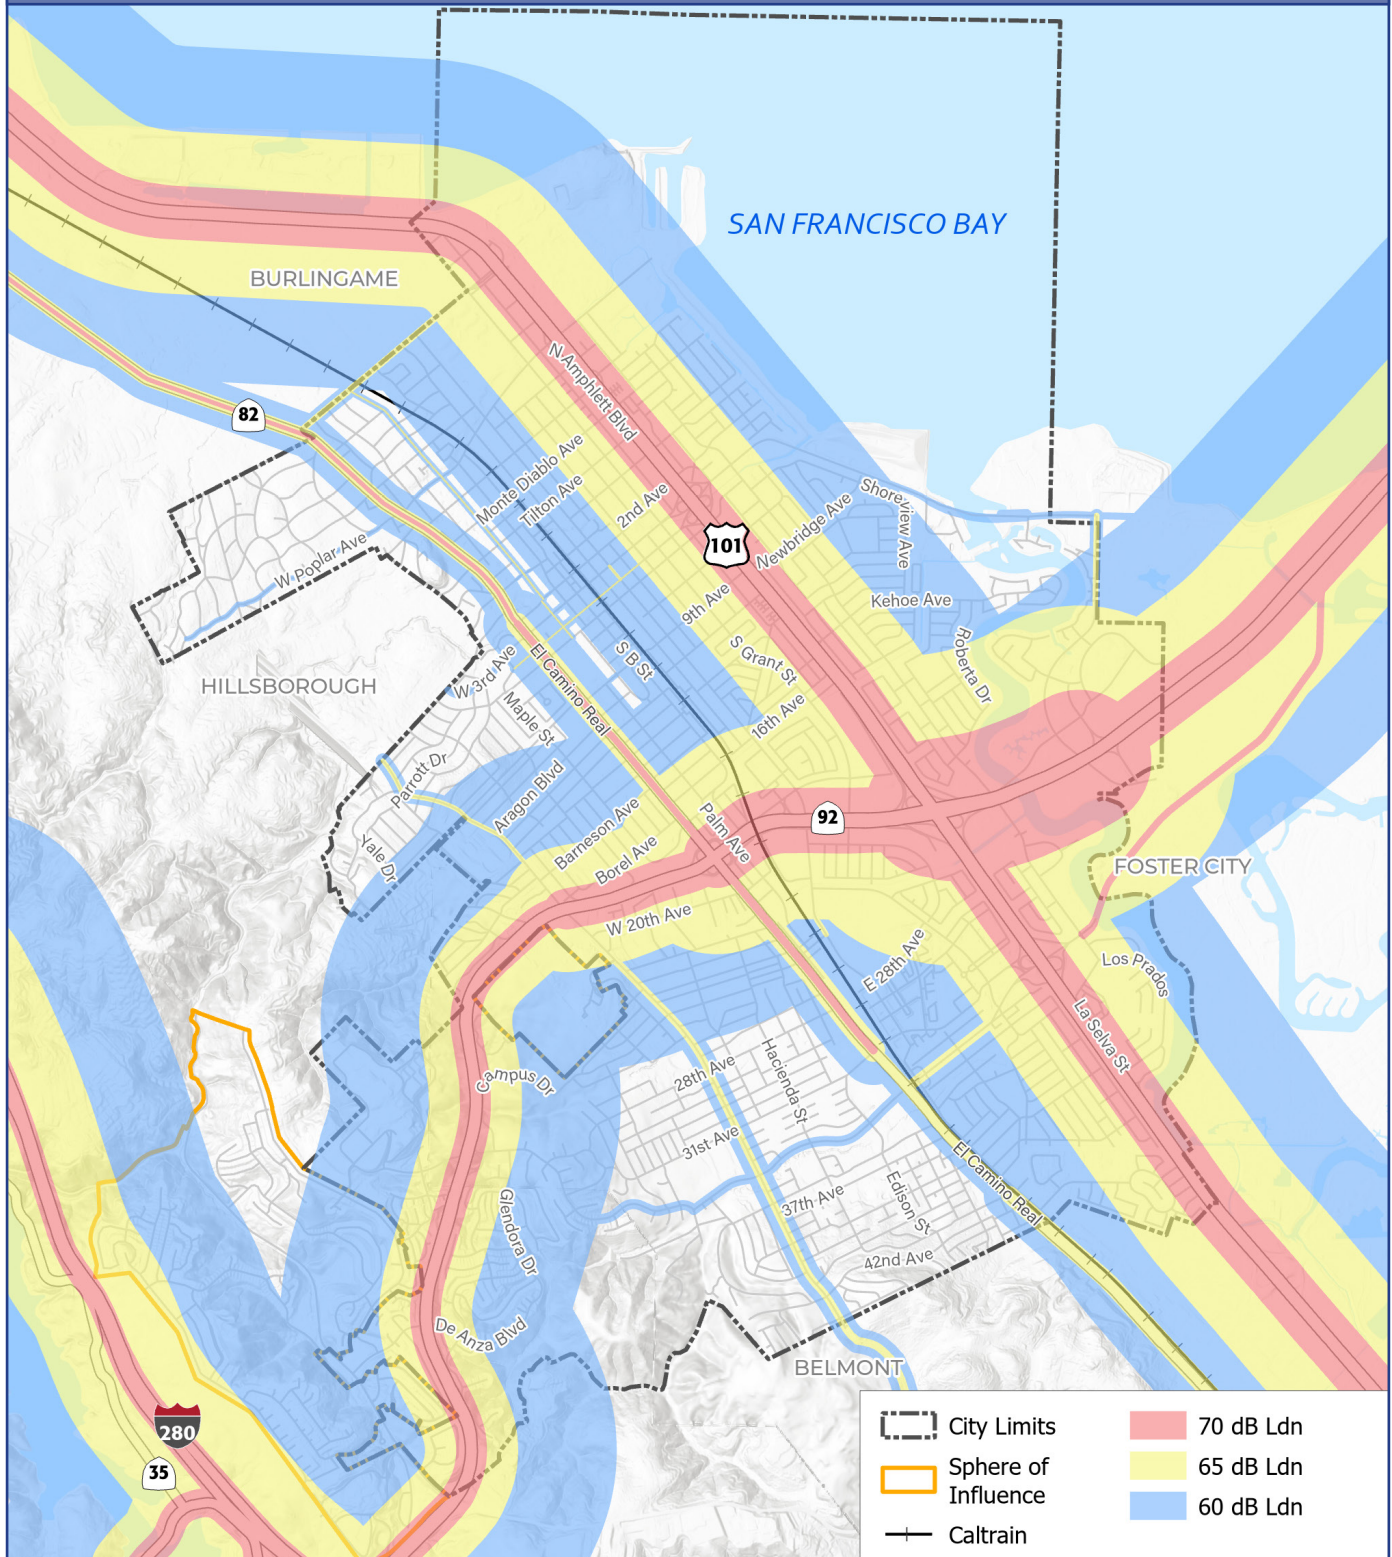 SAN FRANCISCO BAY
BURLINGAME
82
N Amphlett Blvd
Monte Diablo Ave
Tilton Ave
2nd Ave
101
Newbridge Ave
Shoreview Ave
W Poplar Ave
9th Ave
Kehoe Ave
Roberta Dr
S Grant St
S B St
El Camino Real
W 3rd Ave
HILLSBOROUGH
Maple St
16th Ave
Parrott Dr
Aragon Blvd
Palm Ave
92
Barneson Ave
Borel Ave
Yale Dr
FOSTER CITY
W 20th Ave
E 28th Ave
Los Prados
La Selva St
Campus Dr
28th Ave
Hacienda St
31st Ave
37th Ave
Edison St
El Camino Real
Glendora Dr
42nd Ave
De Anza Blvd
BELMONT
280
35
City Limits
Sphere of
Influence
Caltrain
70 dB Ldn
65 dB Ldn
60 dB Ldn